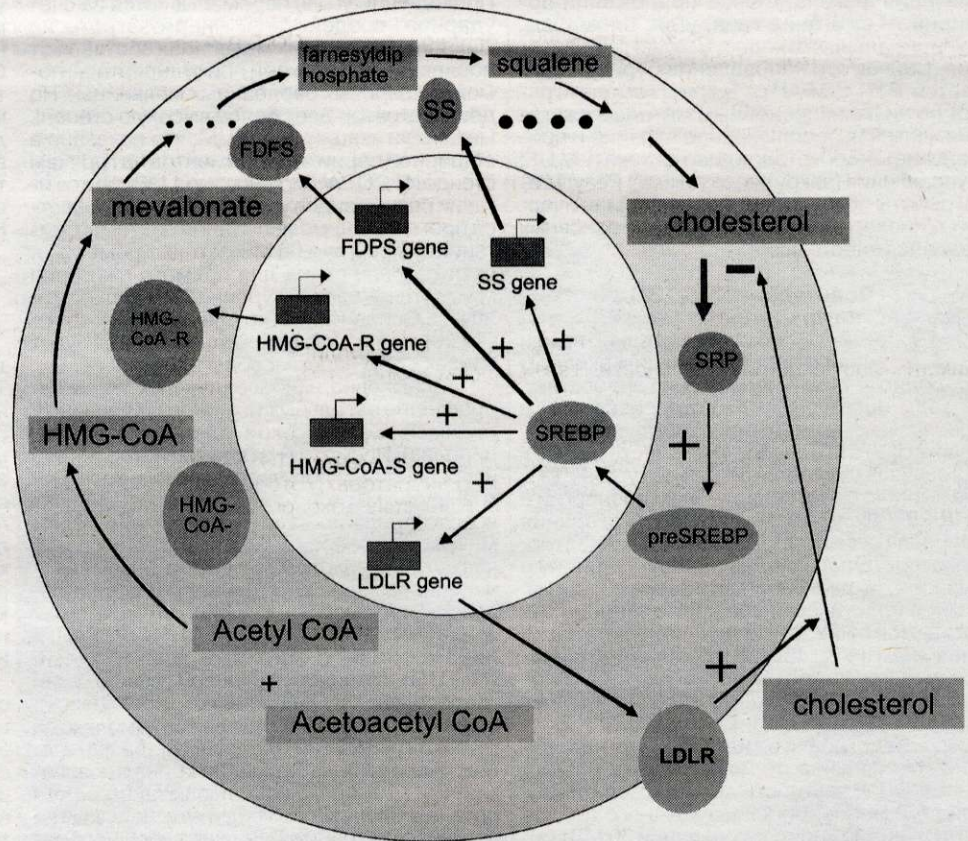 farnesyldip
hosphate
squalene
SS
FDFS
mevalonate
cholesterol
FDPS gene
SS gene
HMG-
CoA -R
HMG-CoA-R gene
+
+
+
+
SRP
HMG-CoA
SREBP
+
HMG-CoA-S gene
+
HMG-
CoA-
preSREBP
LDLR gene
Acetyl CoA
+
+
Acetoacetyl CoA
cholesterol
LDLR